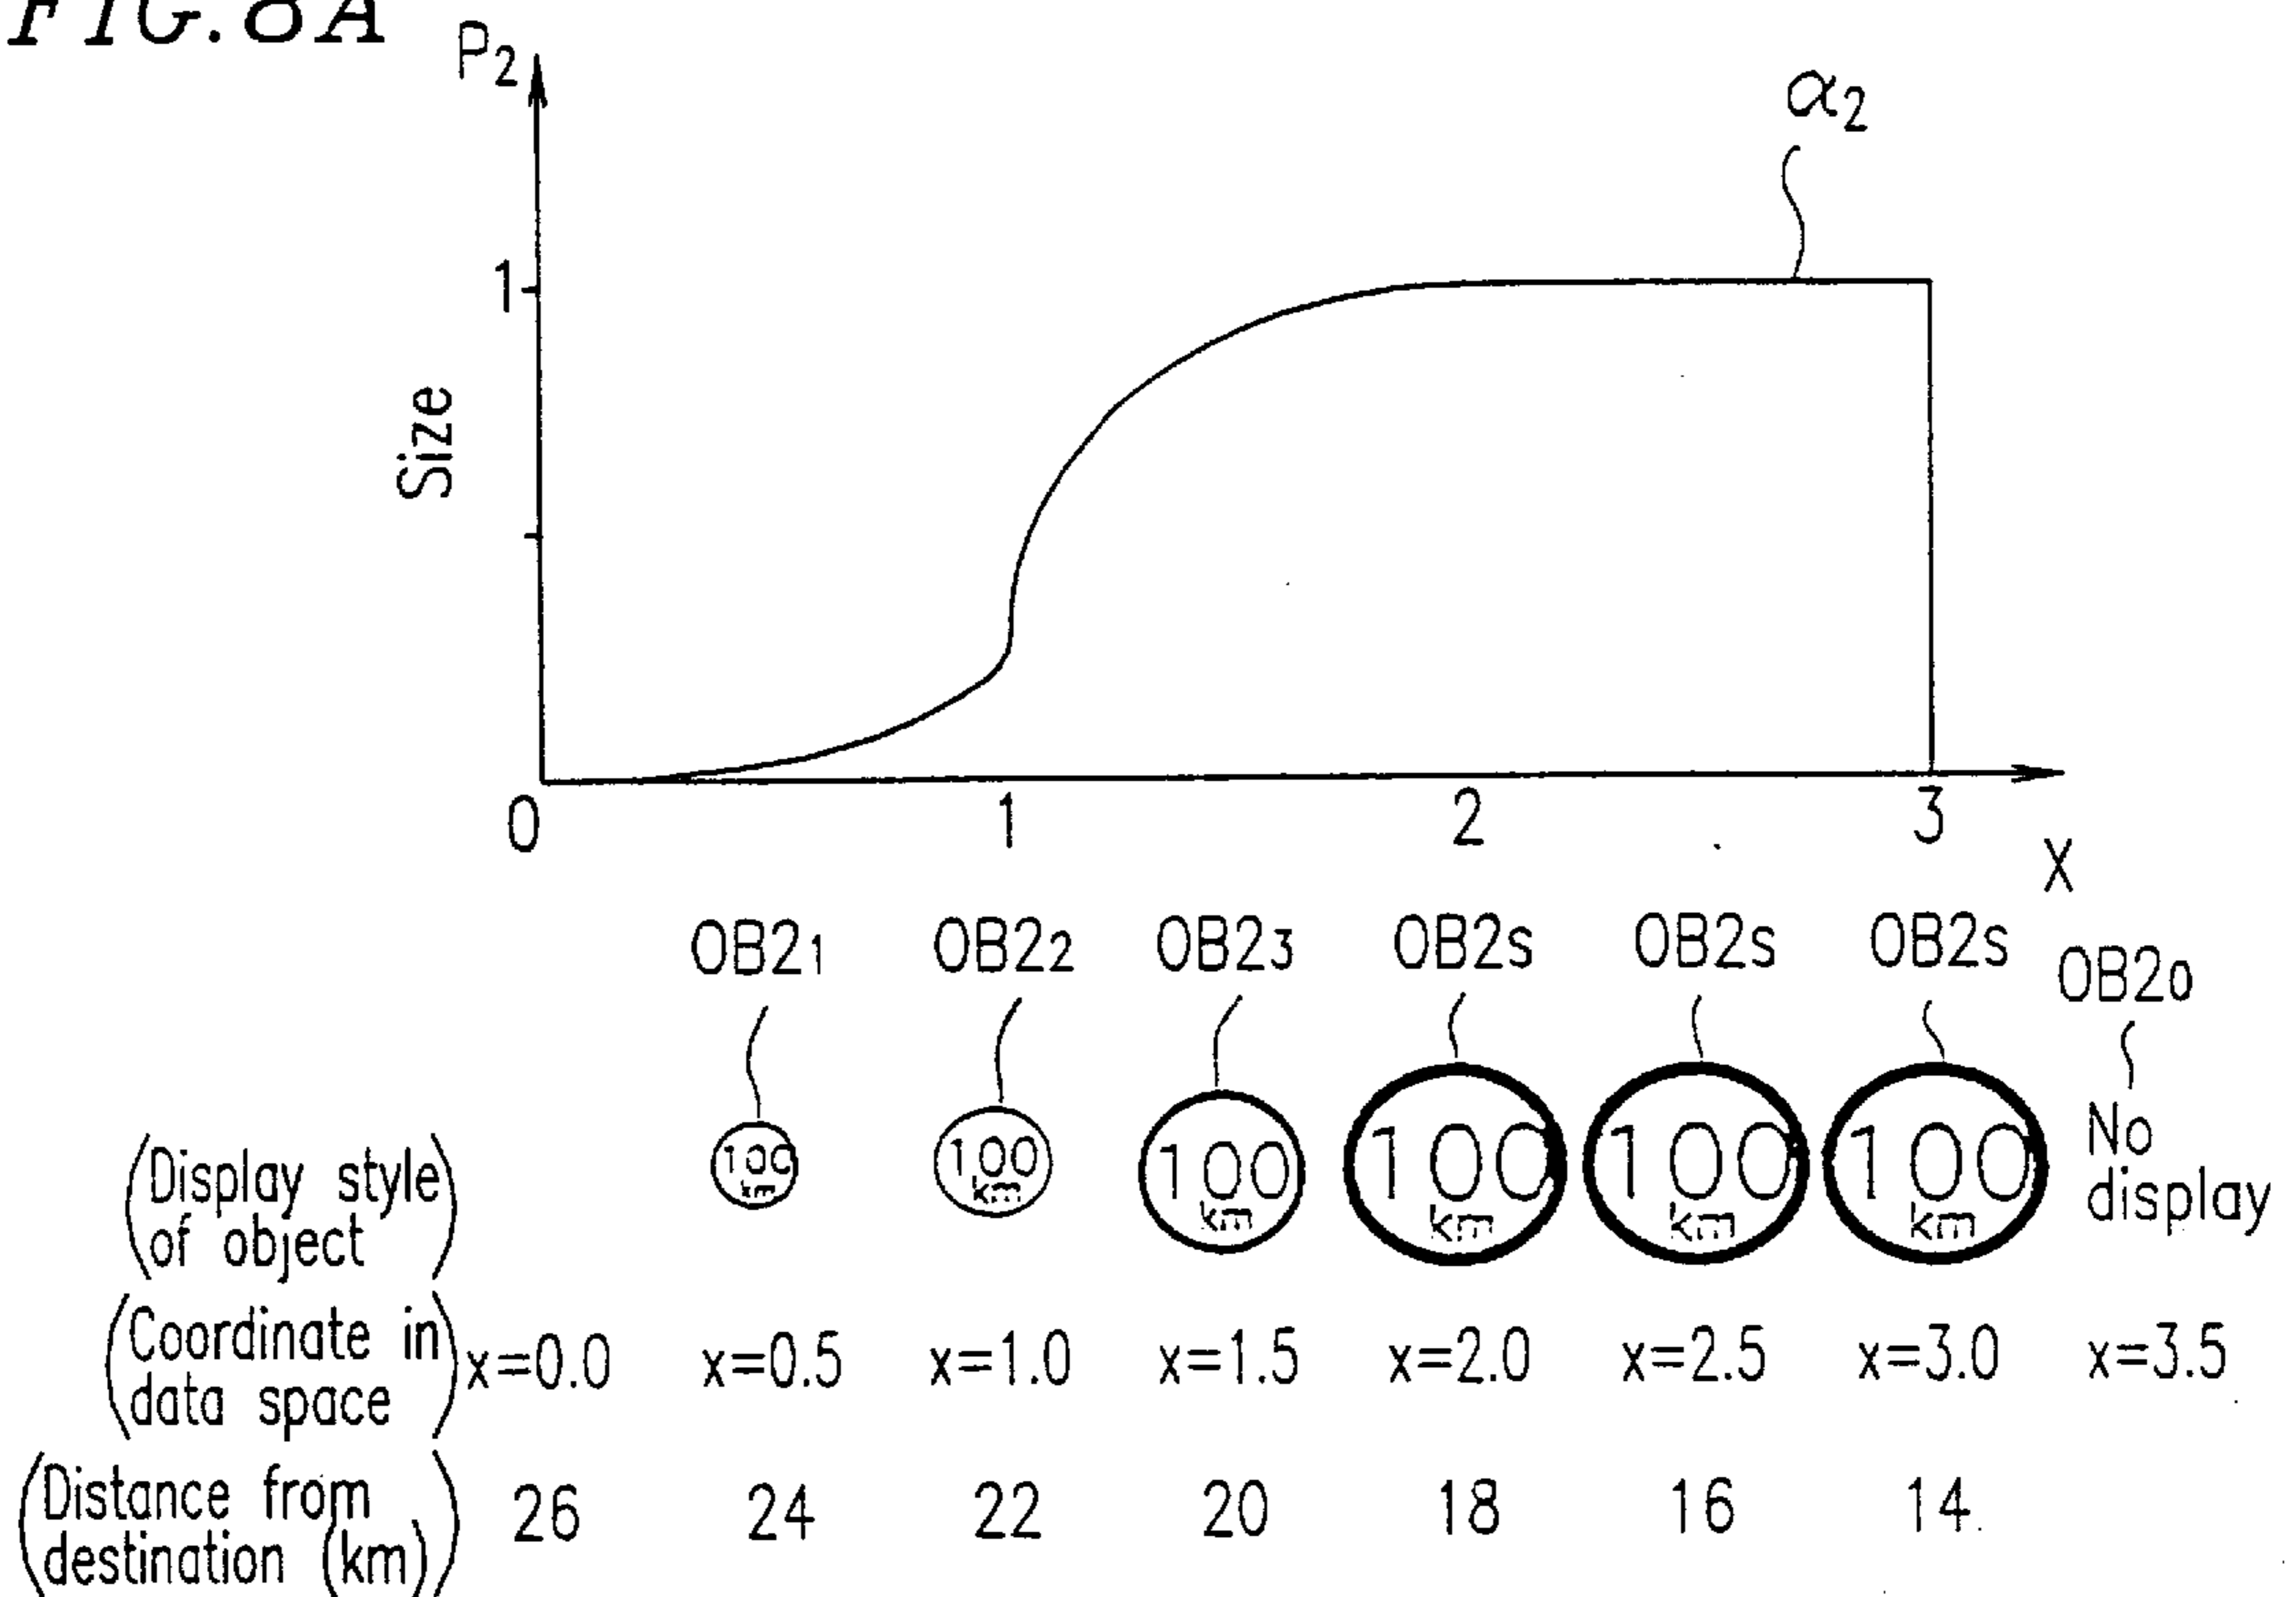 FIG.8A
P2
α2
1
Size
0 1 2 3
X
OB21 OB22 OB23 OB2s OB2s OB2s OB20
(Display style of object)
100 km
100 km
100 km
100 km
100 km
100 km
No display
(Coordinate in data space) x=0.0 x=0.5 x=1.0 x=1.5 x=2.0 x=2.5 x=3.0 x=3.5
(Distance from destination (km)) 26 24 22 20 18 16 14